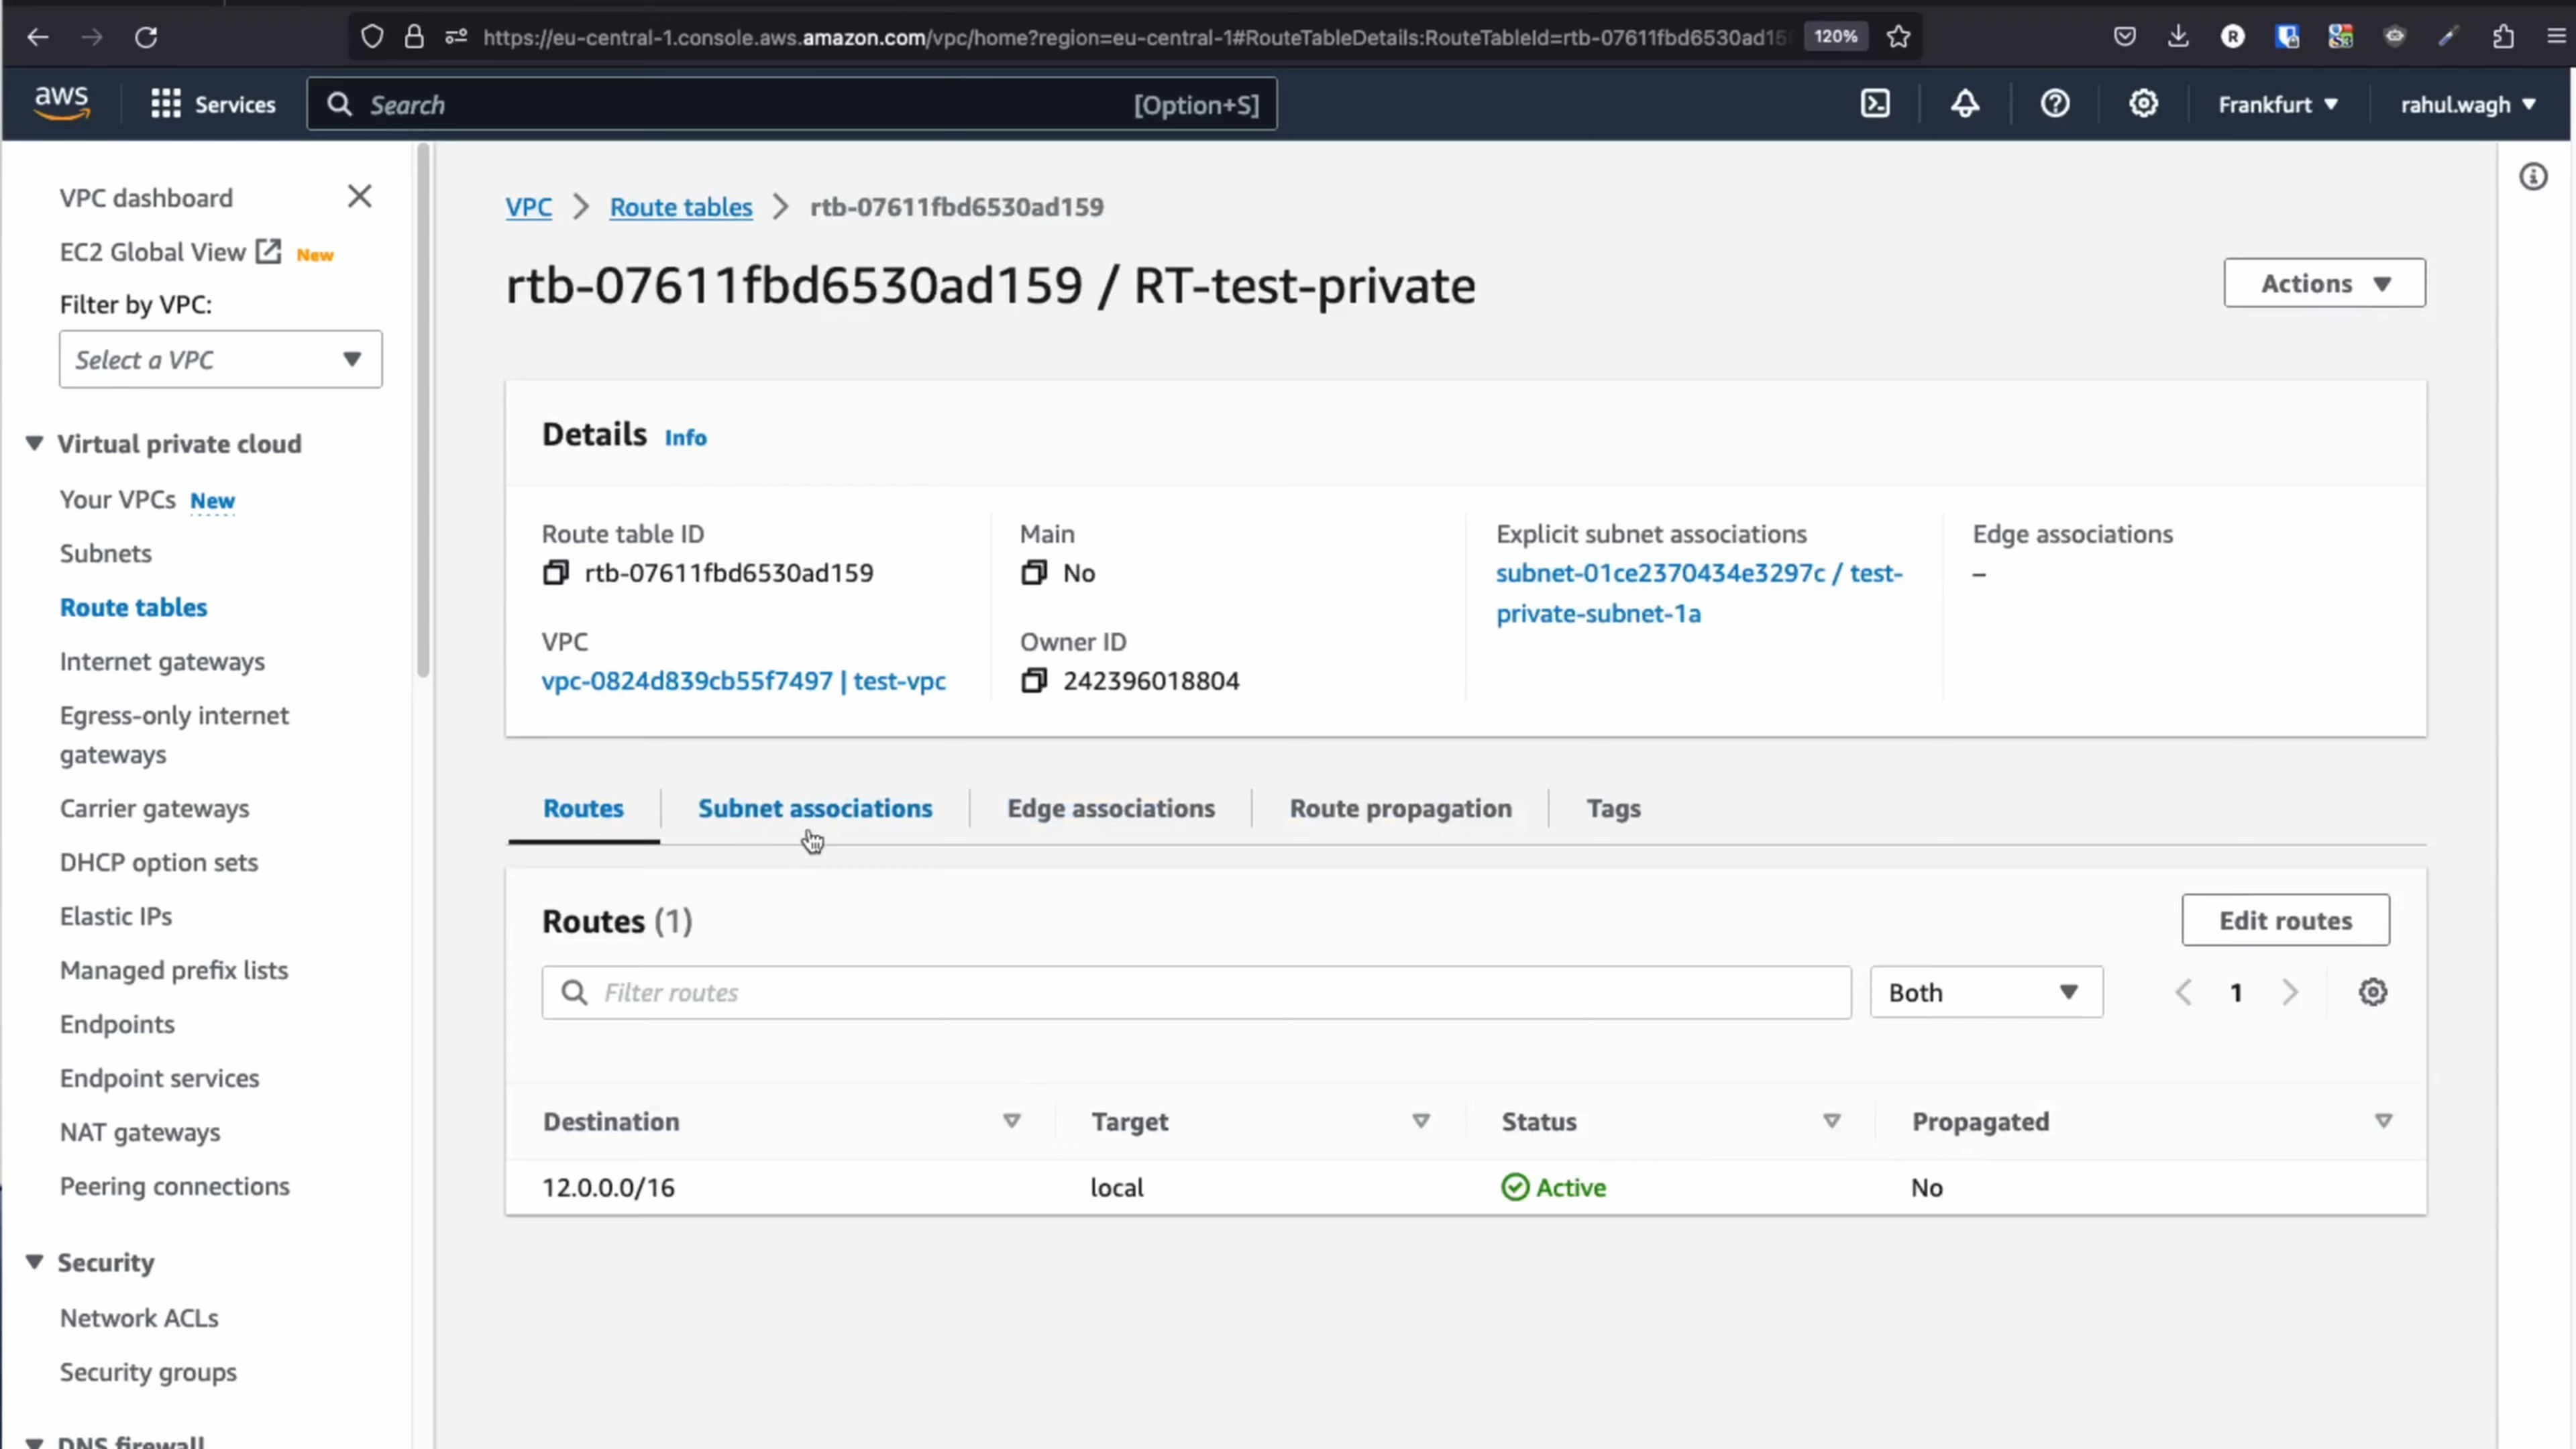 https://eu-central-1.console.aws.amazon.com/vpc/home?region=eu-central-1#RouteTableDetails:RouteTableId=rtb-07611fbd6530ad15
120%
R
aws
Services
Search
[Option+S]
Frankfurt
rahul.wagh
VPC dashboard
EC2 Global View New
Filter by VPC:
Select a VPC
Virtual private cloud
Your VPCs New
Subnets
Route tables
Internet gateways
Egress-only internet
gateways
Carrier gateways
DHCP option sets
Elastic IPs
Managed prefix lists
Endpoints
Endpoint services
NAT gateways
Peering connections
Security
Network ACLs
Security groups
DNS firewall
VPC > Route tables > rtb-07611fbd6530ad159
rtb-07611fbd6530ad159 / RT-test-private
Actions
Details Info
Route table ID
rtb-07611fbd6530ad159
Main
No
Explicit subnet associations
subnet-01ce2370434e3297c / test-
private-subnet-1a
Edge associations
–
VPC
vpc-0824d839cb55f7497 | test-vpc
Owner ID
242396018804
Routes
Subnet associations
Edge associations
Route propagation
Tags
Routes (1)
Edit routes
Filter routes
Both
1
Destination
Target
Status
Propagated
12.0.0.0/16
local
Active
No